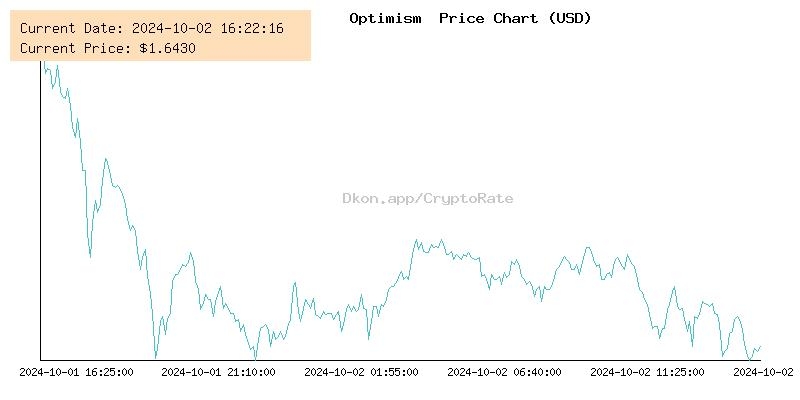 Optimism  Price Chart (USD)
Current Date: 2024-10-02 16:22:16
Current Price: $1.6430
Dkon.app/CryptoRate
2024-10-01 16:25:00 2024-10-01 21:10:00 2024-10-02 01:55:00 2024-10-02 06:40:00 2024-10-02 11:25:00 2024-10-02